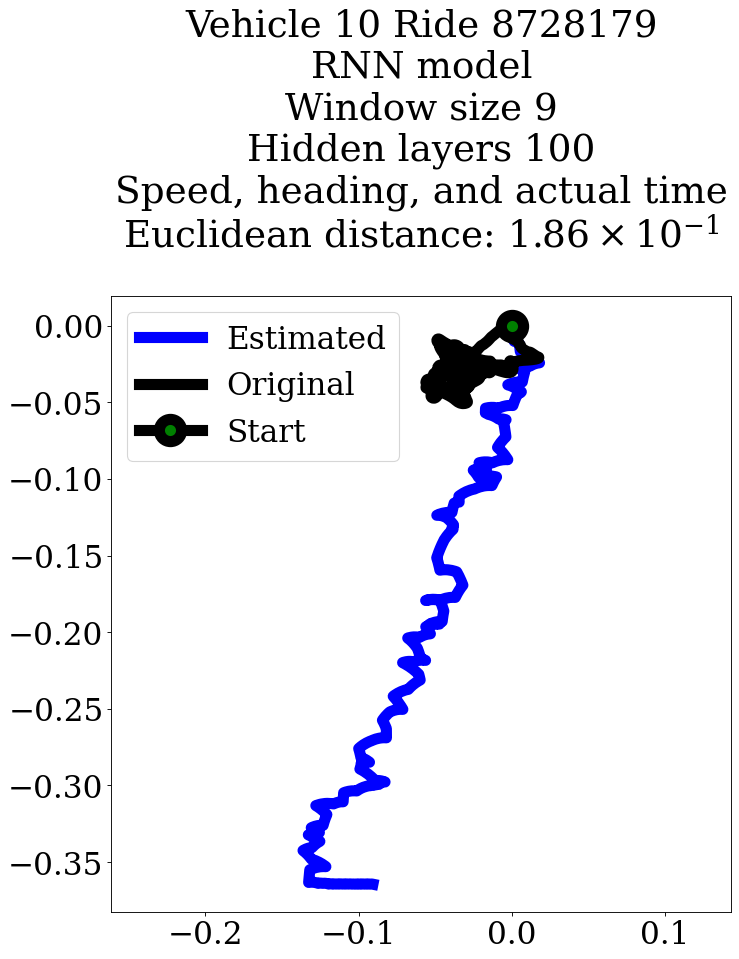 Vehicle 10 Ride 8728179
RNN model
Window size 9
Hidden layers 100
Speed, heading, and actual time
Euclidean distance: 1.86 × 10⁻¹
Estimated
Original
Start
0.00
−0.05
−0.10
−0.15
−0.20
−0.25
−0.30
−0.35
−0.2 −0.1 0.0 0.1